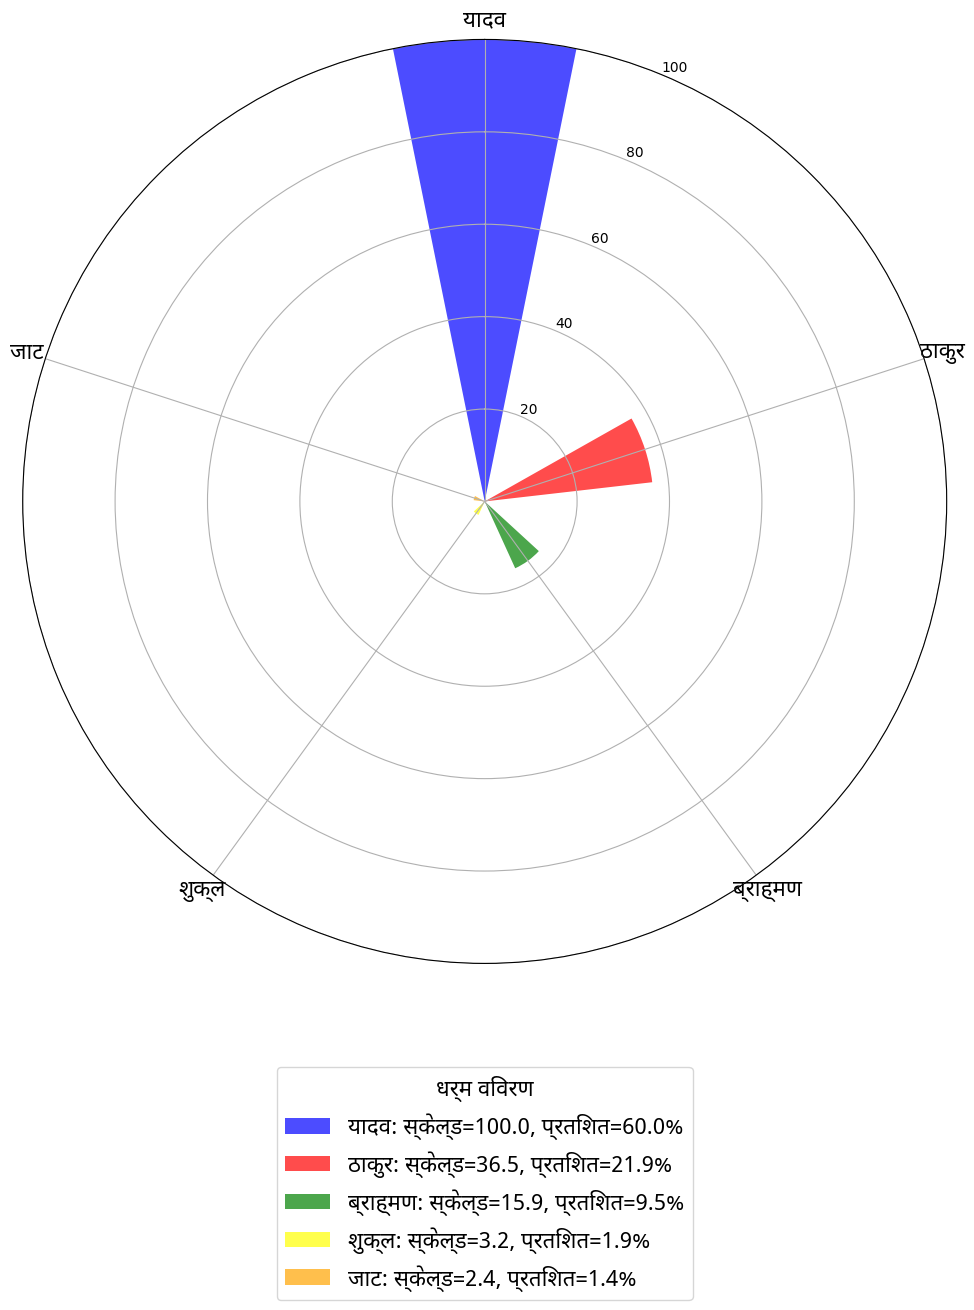 यादव
100
80
60
40
20
जाट
ठाकुर
शुक्ल
ब्राह्मण
धर्म विवरण
यादव: स्केल्ड=100.0, प्रतिशत=60.0%
ठाकुर: स्केल्ड=36.5, प्रतिशत=21.9%
ब्राह्मण: स्केल्ड=15.9, प्रतिशत=9.5%
शुक्ल: स्केल्ड=3.2, प्रतिशत=1.9%
जाट: स्केल्ड=2.4, प्रतिशत=1.4%